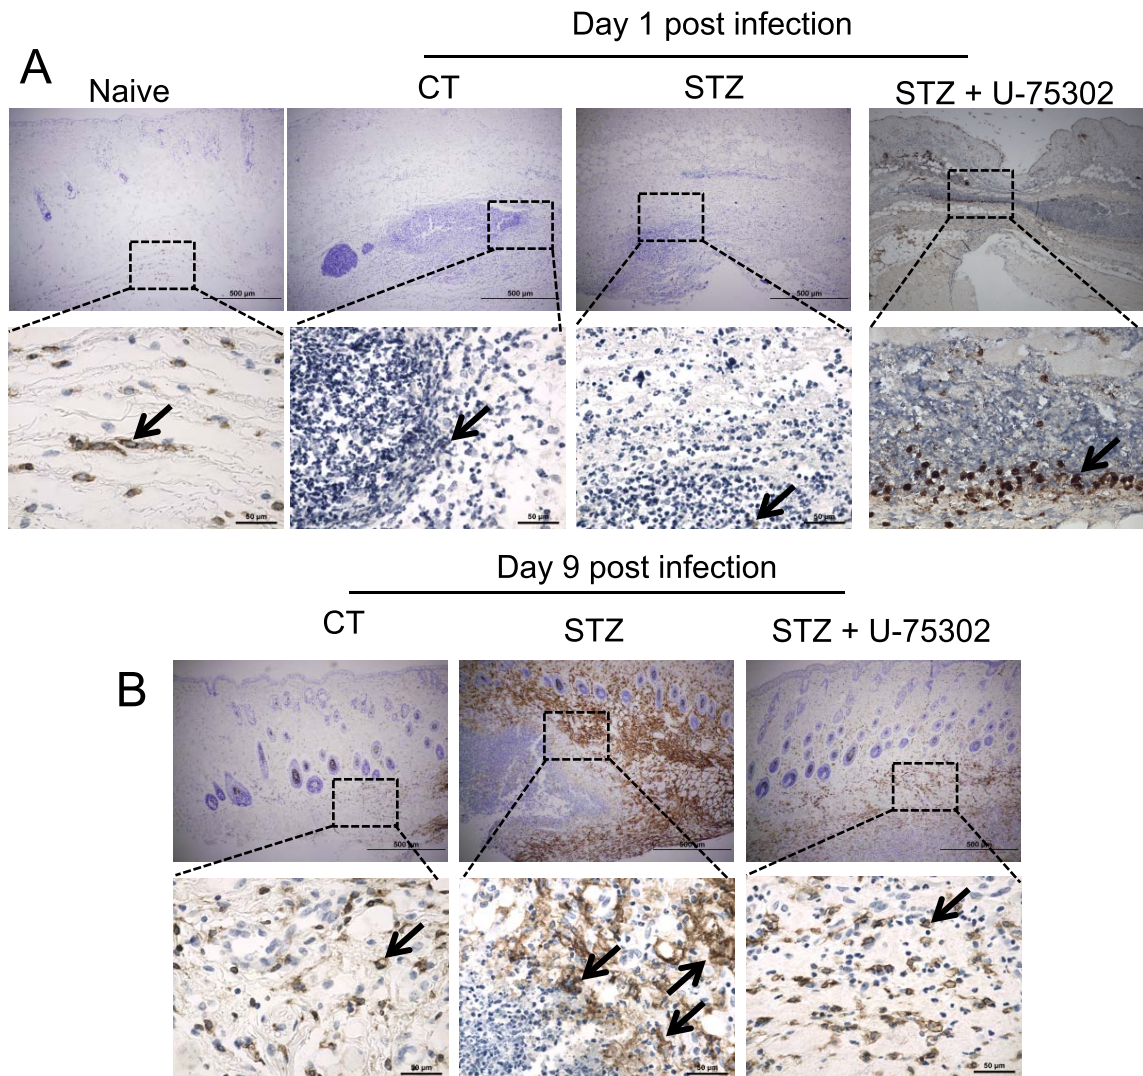 Day 1 post infection
A
Naive
CT
STZ
STZ + U-75302
500 µm
500 µm
500 µm
50 µm
50 µm
50 µm
50 µm
Day 9 post infection
CT
STZ
STZ + U-75302
B
500 µm
500 µm
500 µm
50 µm
50 µm
50 µm